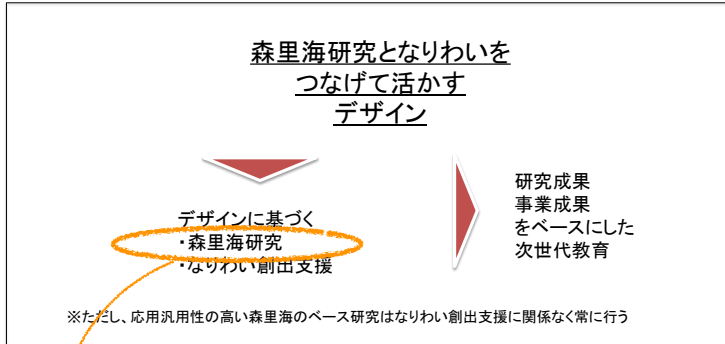 森里海研究となりわいを
つなげて活かす
デザイン
デザインに基づく
・森里海研究
・なりわい創出支援
研究成果
事業成果
をベースにした
次世代教育
※ただし、応用汎用性の高い森里海のベース研究はなりわい創出支援に関係なく常に行う